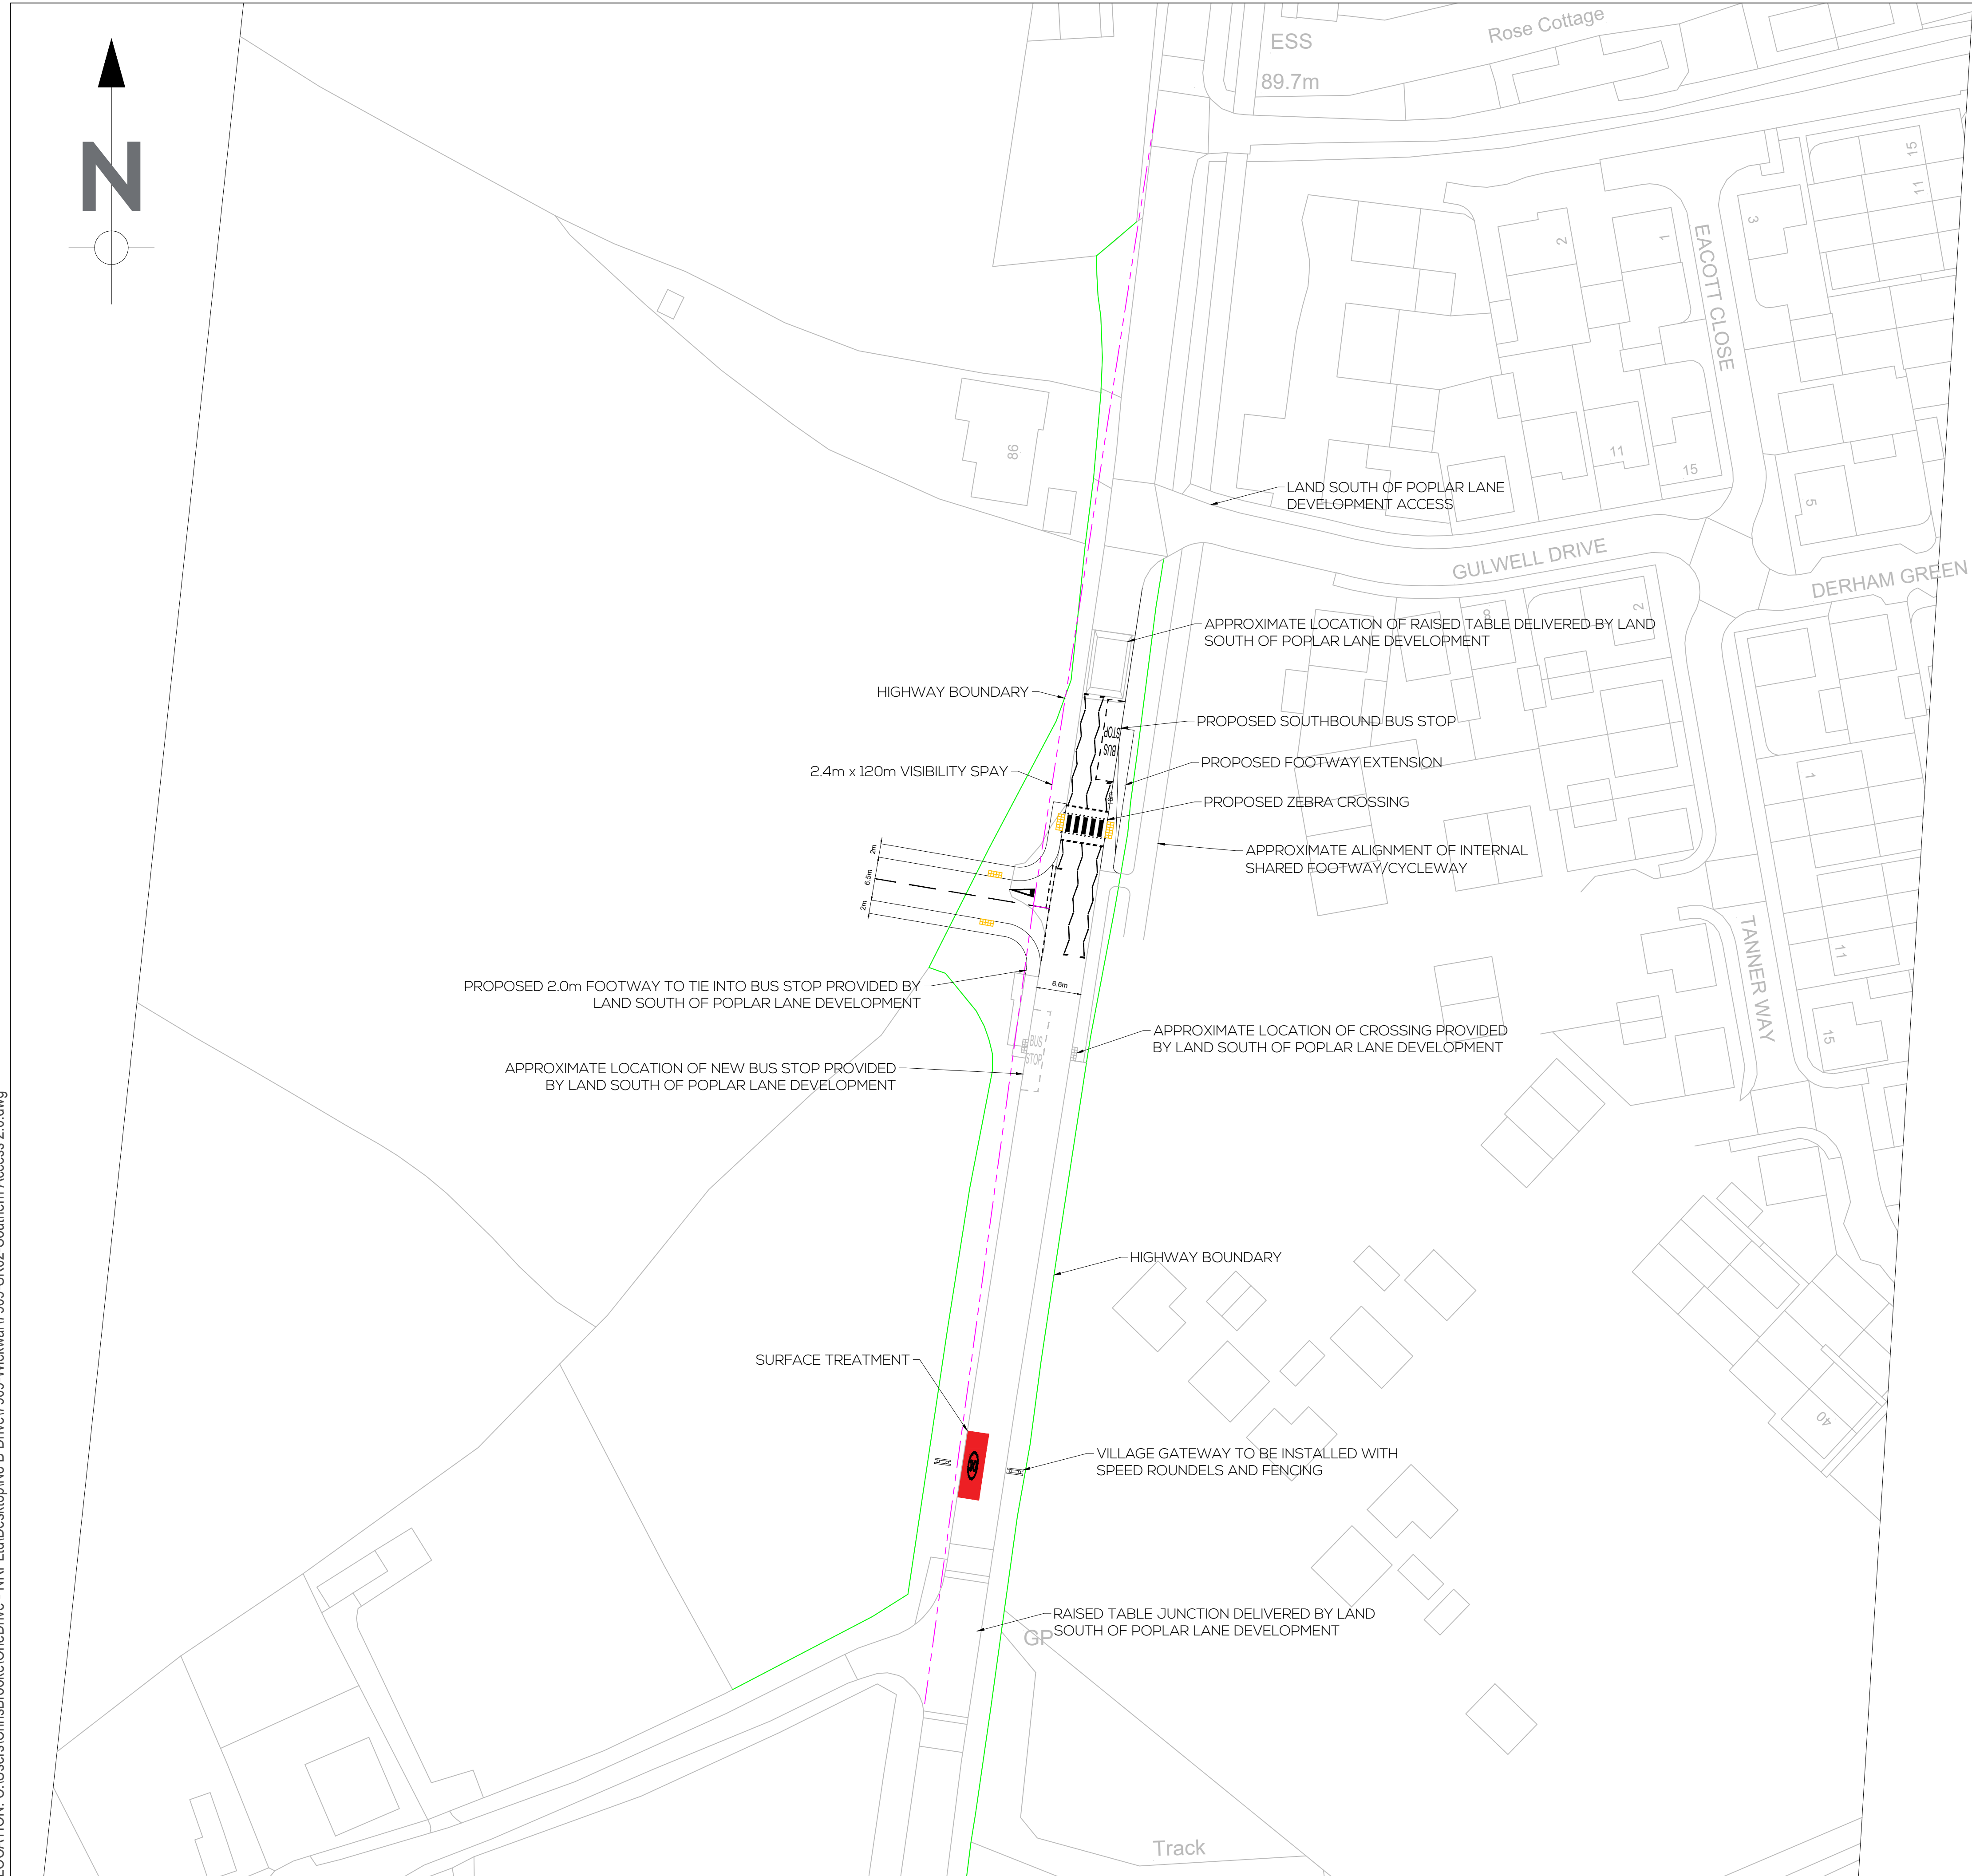 N
ESS
89.7m
Rose Cottage
15
11
3
1
2
EACOTT CLOSE
86
11
15
5
LAND SOUTH OF POPLAR LANE
DEVELOPMENT ACCESS
GULWELL DRIVE
DERHAM GREEN
8
2
APPROXIMATE LOCATION OF RAISED TABLE DELIVERED BY LAND
SOUTH OF POPLAR LANE DEVELOPMENT
HIGHWAY BOUNDARY
PROPOSED SOUTHBOUND BUS STOP
BUS
STOP
2.4m x 120m VISIBILITY SPAY
PROPOSED FOOTWAY EXTENSION
1
16m
PROPOSED ZEBRA CROSSING
APPROXIMATE ALIGNMENT OF INTERNAL
SHARED FOOTWAY/CYCLEWAY
2m
6.5m
2m
TANNER WAY
11
15
PROPOSED 2.0m FOOTWAY TO TIE INTO BUS STOP PROVIDED BY
LAND SOUTH OF POPLAR LANE DEVELOPMENT
6.6m
BUS
STOP
APPROXIMATE LOCATION OF CROSSING PROVIDED
BY LAND SOUTH OF POPLAR LANE DEVELOPMENT
APPROXIMATE LOCATION OF NEW BUS STOP PROVIDED
BY LAND SOUTH OF POPLAR LANE DEVELOPMENT
HIGHWAY BOUNDARY
SURFACE TREATMENT
40
VILLAGE GATEWAY TO BE INSTALLED WITH
SPEED ROUNDELS AND FENCING
RAISED TABLE JUNCTION DELIVERED BY LAND
SOUTH OF POPLAR LANE DEVELOPMENT
GP
Track